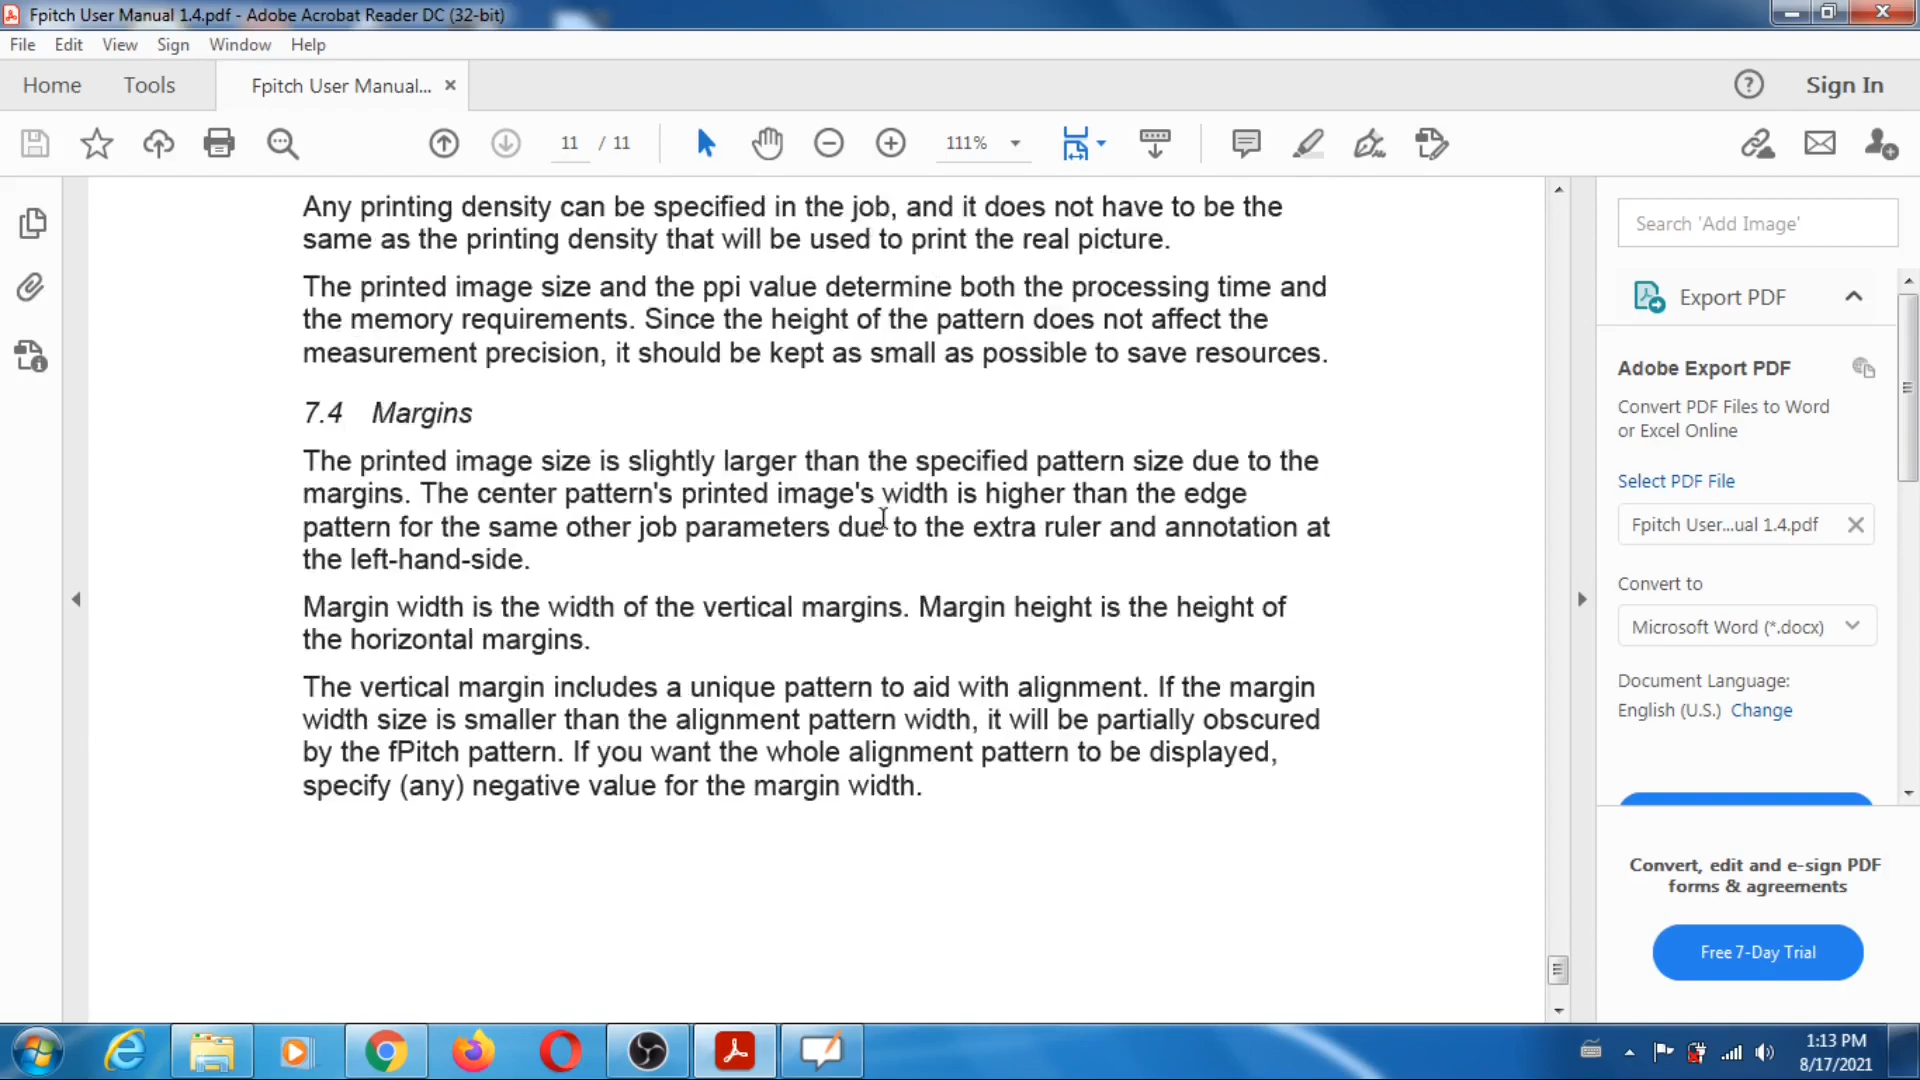 Fpitch User Manual 1.4.pdf - Adobe Acrobat Reader DC (32-bit)
File Edit View Sign Window Help
Home Tools Fpitch User Manual... Sign In
11 / 11 111%
Any printing density can be specified in the job, and it does not have to be the
same as the printing density that will be used to print the real picture.
The printed image size and the ppi value determine both the processing time and
the memory requirements. Since the height of the pattern does not affect the
measurement precision, it should be kept as small as possible to save resources.
7.4 Margins
The printed image size is slightly larger than the specified pattern size due to the
margins. The center pattern's printed image's width is higher than the edge
pattern for the same other job parameters due to the extra ruler and annotation at
the left-hand-side.
Margin width is the width of the vertical margins. Margin height is the height of
the horizontal margins.
The vertical margin includes a unique pattern to aid with alignment. If the margin
width size is smaller than the alignment pattern width, it will be partially obscured
by the fPitch pattern. If you want the whole alignment pattern to be displayed,
specify (any) negative value for the margin width.
Search 'Add Image'
Export PDF
Adobe Export PDF
Convert PDF Files to Word
or Excel Online
Select PDF File
Fpitch User...ual 1.4.pdf
Convert to
Microsoft Word (*.docx)
Document Language:
English (U.S.) Change
Convert, edit and e-sign PDF
forms & agreements
Free 7-Day Trial
1:13 PM
8/17/2021